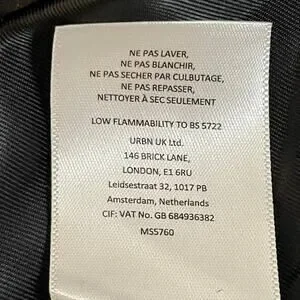 NE PAS LAVER,
NE PAS BLANCHIR,
NE PAS SECHER PAR CULBUTAGE,
NE PAS REPASSER,
NETTOYER À SEC SEULEMENT
LOW FLAMMABILITY TO BS 5722
URBN UK Ltd.
146 BRICK LANE,
LONDON, E1 6RU
Leidsestraat 32, 1017 PB
Amsterdam, Netherlands
CIF: VAT No. GB 684936382
MS5760